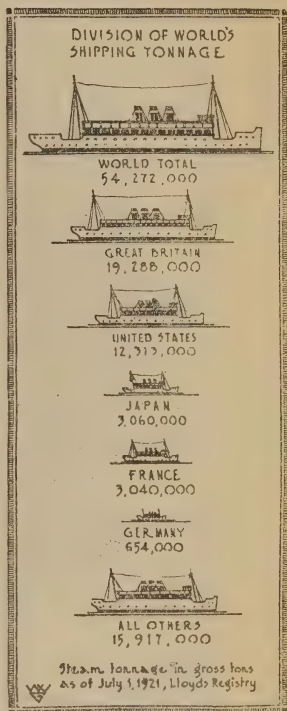 DIVISION OF WORLD'S
SHIPPING TONNAGE
WORLD TOTAL
54,272,000
GREAT BRITAIN
19,288,000
UNITED STATES
12,313,000
JAPAN
3,060,000
FRANCE
3,040,000
GERMANY
654,000
ALL OTHERS
15,917,000
Steam tonnage in gross tons
as of July 1, 1921, Lloyds Registry